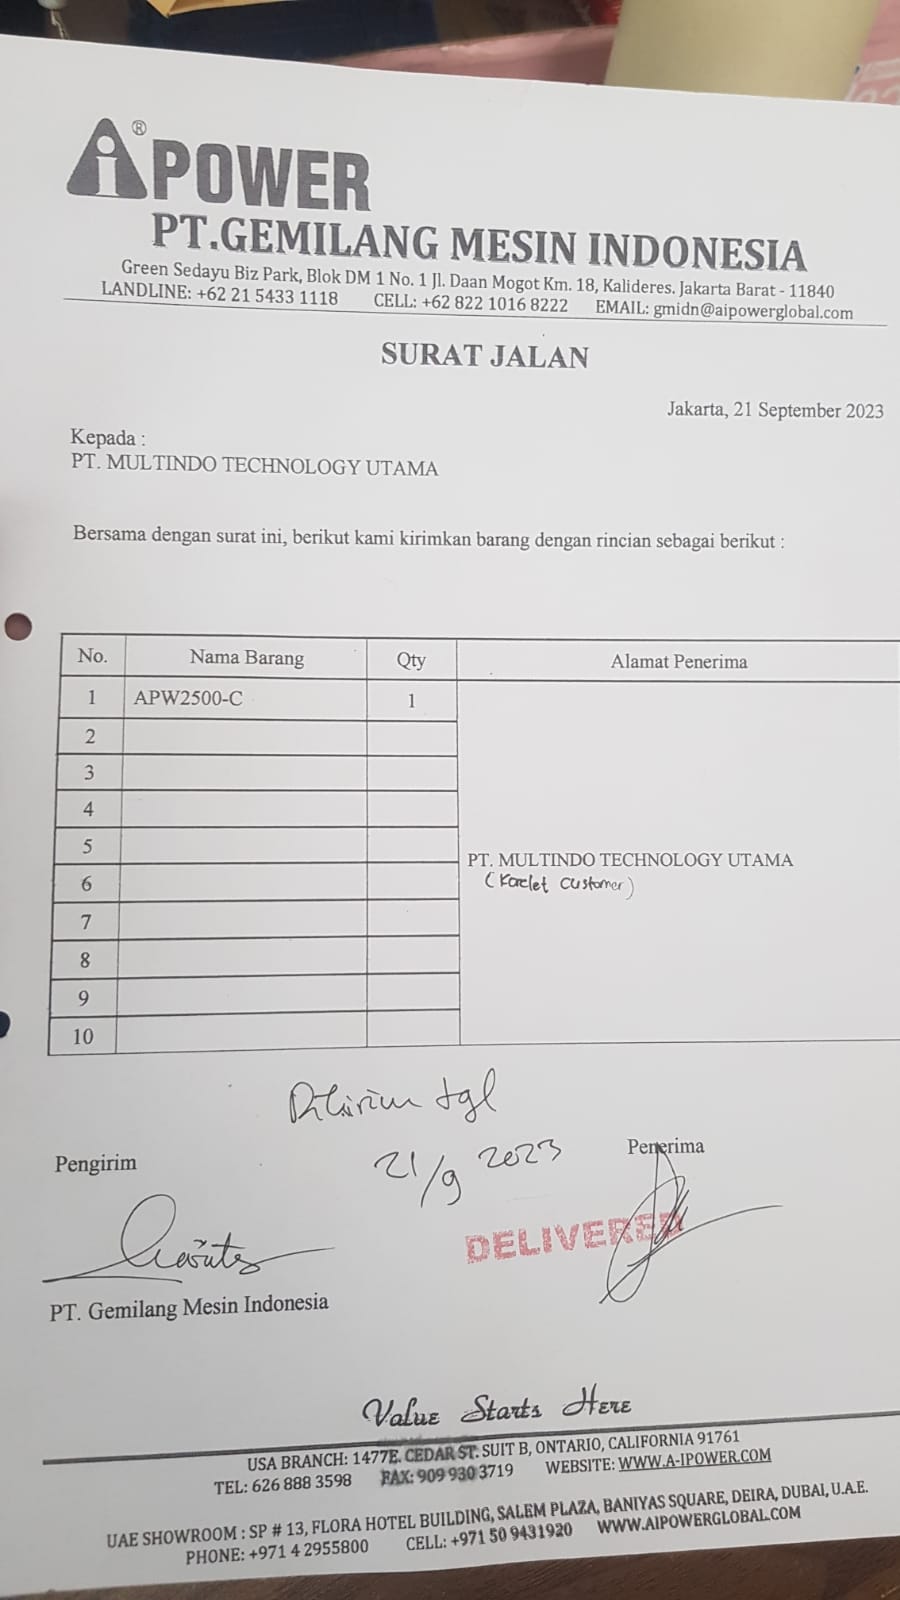 AiPOWER®
PT.GEMILANG MESIN INDONESIA
Green Sedayu Biz Park, Blok DM 1 No. 1 Jl. Daan Mogot Km. 18, Kalideres. Jakarta Barat - 11840
LANDLINE: +62 21 5433 1118 CELL: +62 822 1016 8222 EMAIL: gmidn@aipowerglobal.com
SURAT JALAN
Jakarta, 21 September 2023
Kepada :
PT. MULTINDO TECHNOLOGY UTAMA
Bersama dengan surat ini, berikut kami kirimkan barang dengan rincian sebagai berikut :
No. Nama Barang Qty Alamat Penerima
1 APW2500-C 1
2
3
4
5
PT. MULTINDO TECHNOLOGY UTAMA
6 (Karet Customer)
7
8
9
10
Dikirim tgl
21/9 2023
Pengirim Penerima
DELIVERED
PT. Gemilang Mesin Indonesia
Value Starts Here
USA BRANCH: 1477E. CEDAR ST. SUIT B, ONTARIO, CALIFORNIA 91761
TEL: 626 888 3598 FAX: 909 930 3719 WEBSITE: WWW.A-IPOWER.COM
UAE SHOWROOM : SP # 13, FLORA HOTEL BUILDING, SALEM PLAZA, BANIYAS SQUARE, DEIRA, DUBAI, U.A.E.
PHONE: +971 4 2955800 CELL: +971 50 9431920 WWW.AIPOWERGLOBAL.COM